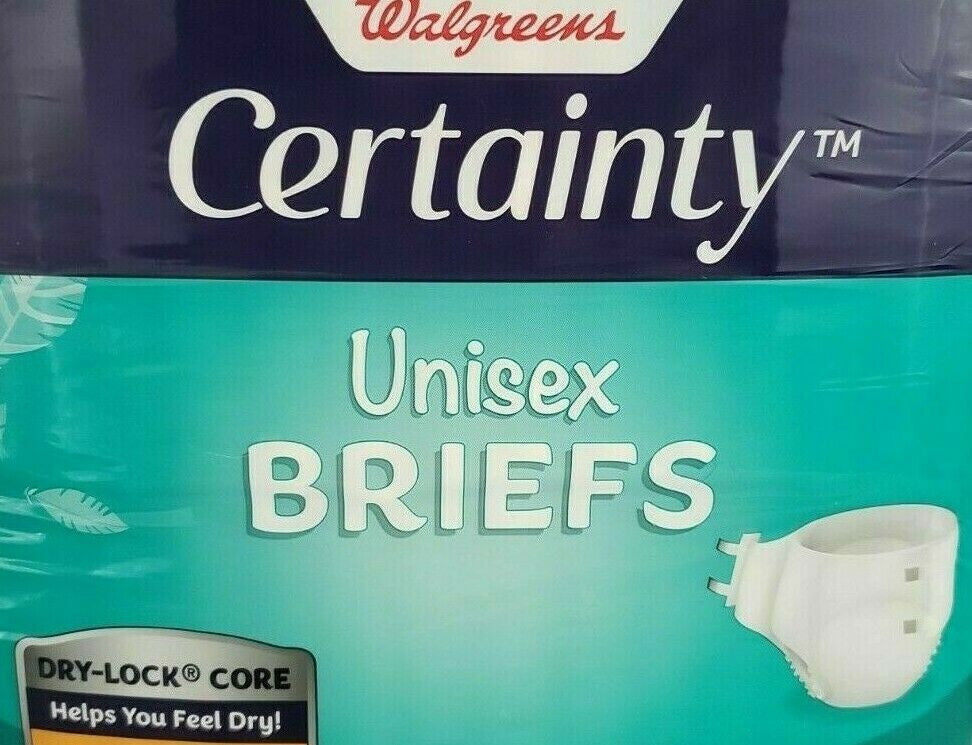 Walgreens
Certainty™
Unisex
BRIEFS
DRY-LOCK® CORE
Helps You Feel Dry!